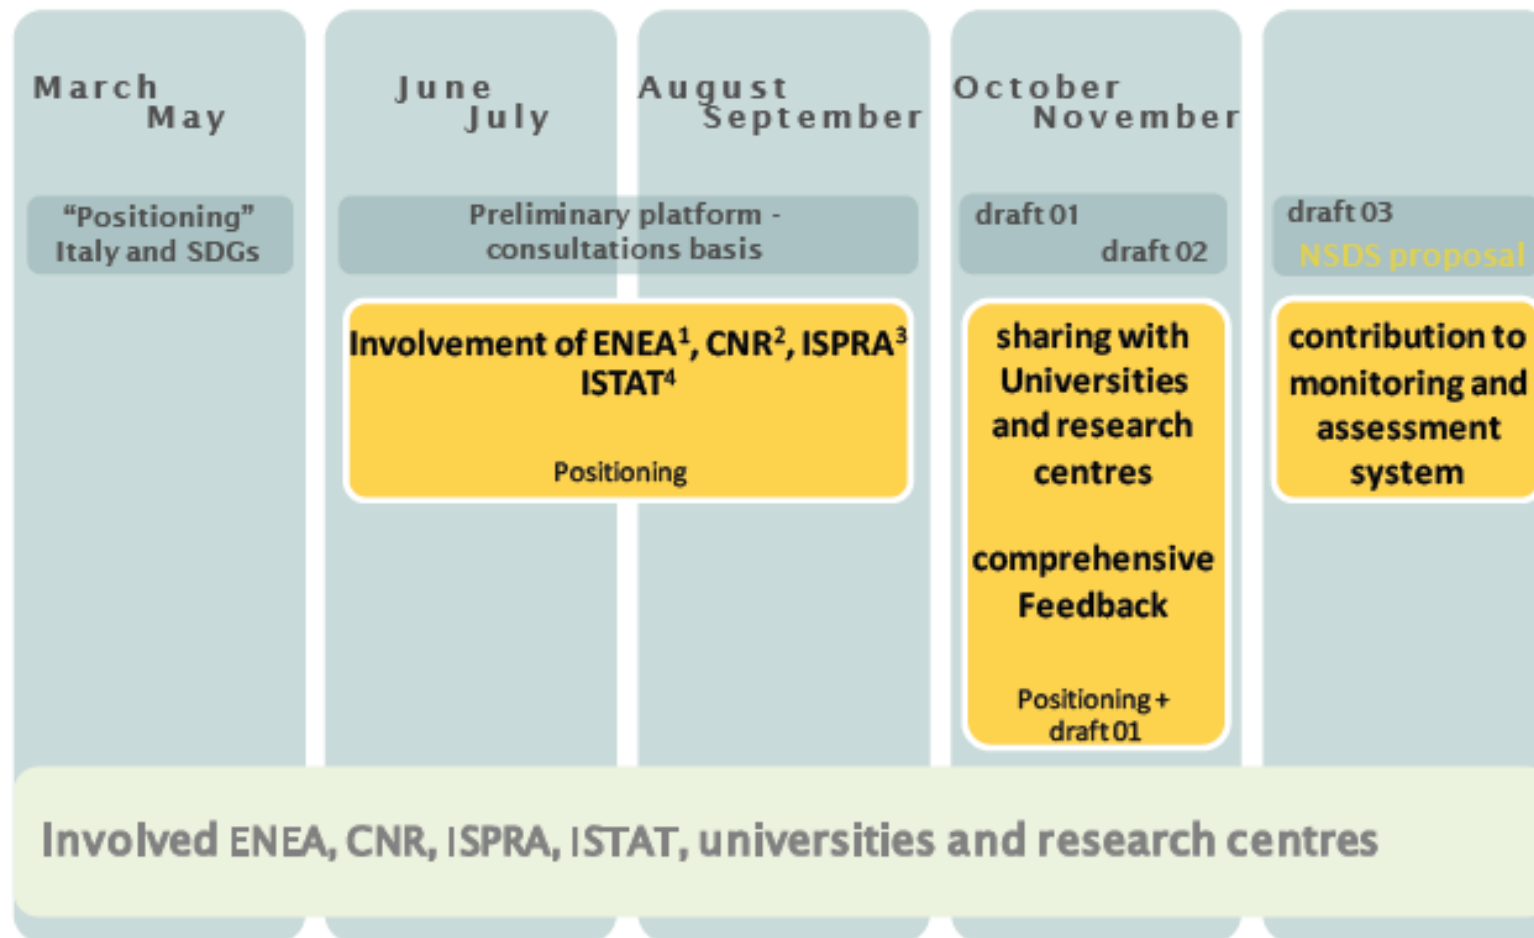 March
May
June
July
August
September
October
November
“Positioning”
Italy and SDGs
Preliminary platform -
consultations basis
draft 01
draft 02
draft 03
NSDS proposal
Involvement of ENEA¹, CNR², ISPRA³
ISTAT⁴
Positioning
sharing with
Universities
and research
centres
comprehensive
Feedback
Positioning +
draft 01
contribution to
monitoring and
assessment
system
Involved ENEA, CNR, ISPRA, ISTAT, universities and research centres